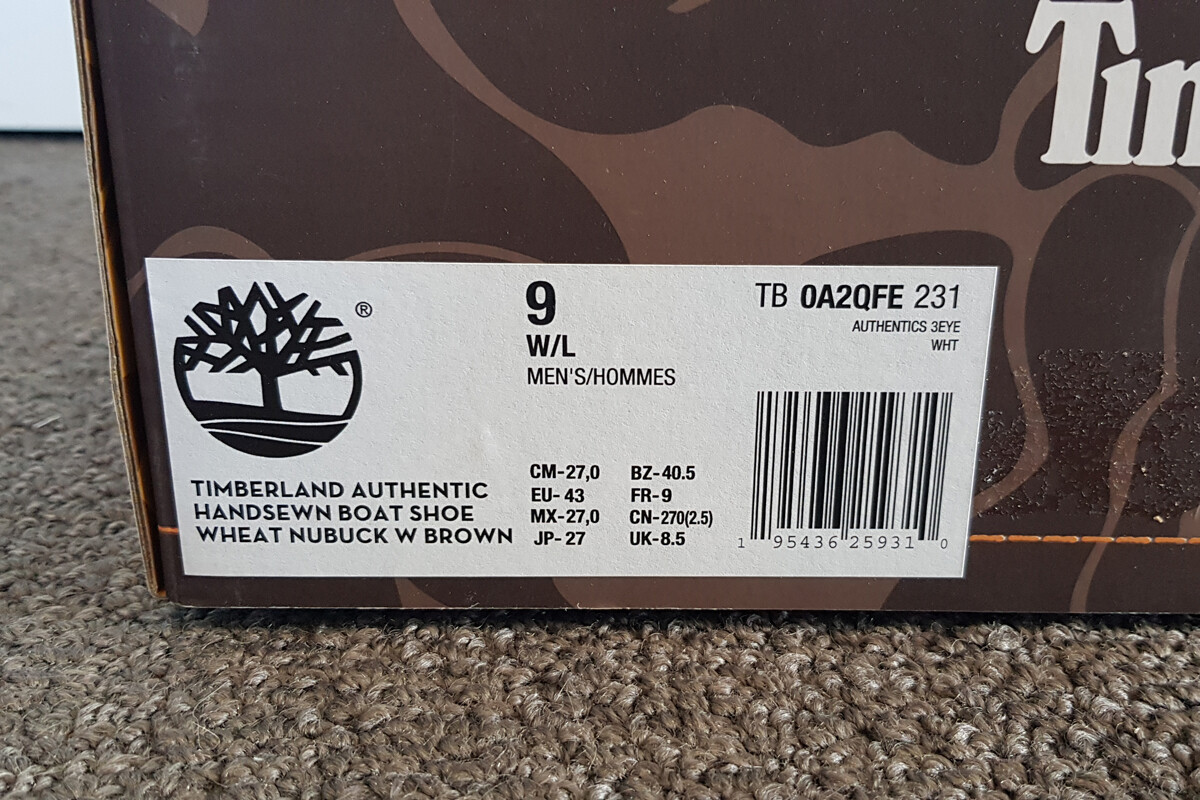 Tim
®
9
W/L
MEN'S/HOMMES
TB 0A2QFE 231
AUTHENTICS 3EYE
WHT
TIMBERLAND AUTHENTIC
HANDSEWN BOAT SHOE
WHEAT NUBUCK W BROWN
CM-27,0 BZ-40.5
EU-43 FR-9
MX-27,0 CN-270(2.5)
JP-27 UK-8.5
1 95436 25931 0